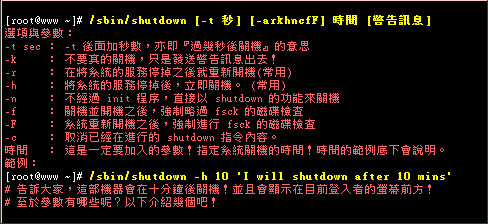 [root@www ~]# /sbin/shutdown [-t 秒] [-arkhncfF] 時間 [警告訊息]
選項與參數：
-t sec : -t 後面加秒數，亦即『過幾秒後關機』的意思
-k     : 不要真的關機，只是發送警告訊息出去！
-r     : 在將系統的服務停掉之後就重新開機(常用)
-h     : 將系統的服務停掉後，立即關機。 (常用)
-n     : 不經過 init 程序，直接以 shutdown 的功能來關機
-f     : 關機並開機之後，強制略過 fsck 的磁碟檢查
-F     : 系統重新開機之後，強制進行 fsck 的磁碟檢查
-c     : 取消已經在進行的 shutdown 指令內容。
時間   : 這是一定要加入的參數！指定系統關機的時間！時間的範例底下會說明。
範例：
[root@www ~]# /sbin/shutdown -h 10 'I will shutdown after 10 mins'
# 告訴大家，這部機器會在十分鐘後關機！並且會顯示在目前登入者的螢幕前方！
# 至於參數有哪些呢？以下介紹幾個吧！